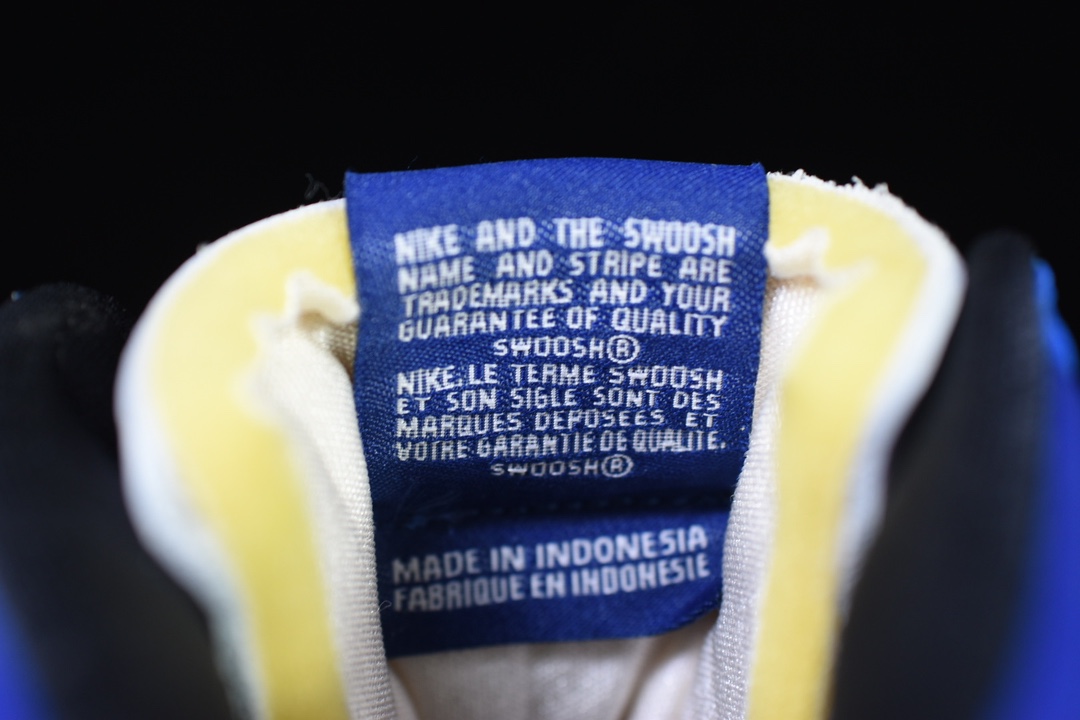 NIKE AND THE SWOOSH
NAME AND STRIPE ARE
TRADEMARKS AND YOUR
GUARANTEE OF QUALITY
SWOOSH®
NIKE.LE TERME SWOOSH
ET SON SIGLE SONT DES
MARQUES DEPOSEES ET
VOTRE GARANTIE DE QUALITE.
SWOOSH®
MADE IN INDONESIA
FABRIQUE EN INDONESIE